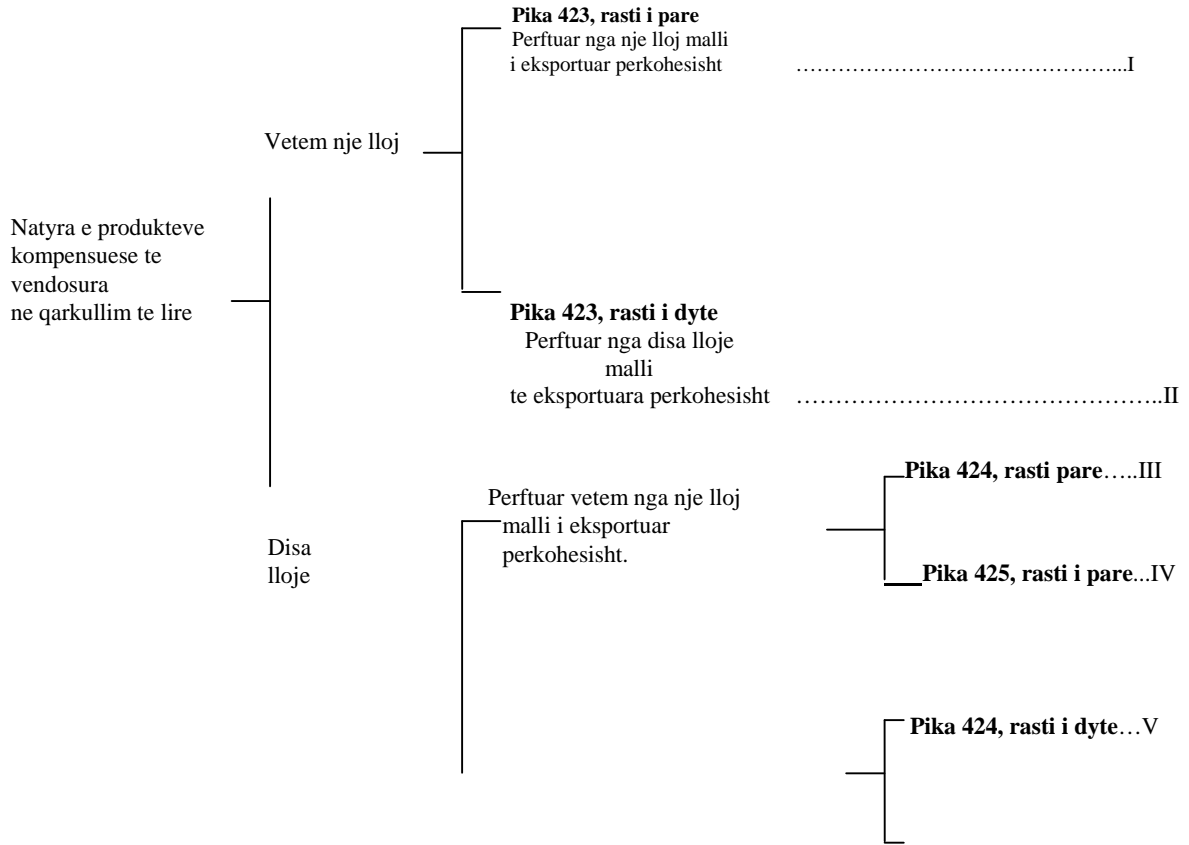 Pika 423, rasti i pare
Perftuar nga nje lloj malli
i eksportuar perkohesisht ………………………………………...I
Vetem nje lloj
Natyra e produkteve
kompensuese te
vendosura
ne qarkullim te lire
Pika 423, rasti i dyte
Perftuar nga disa lloje
malli
te eksportuara perkohesisht ………………………………………..II
Pika 424, rasti pare…..III
Perftuar vetem nga nje lloj
malli i eksportuar
perkohesisht.
Disa
lloje
Pika 425, rasti i pare...IV
Pika 424, rasti i dyte…V